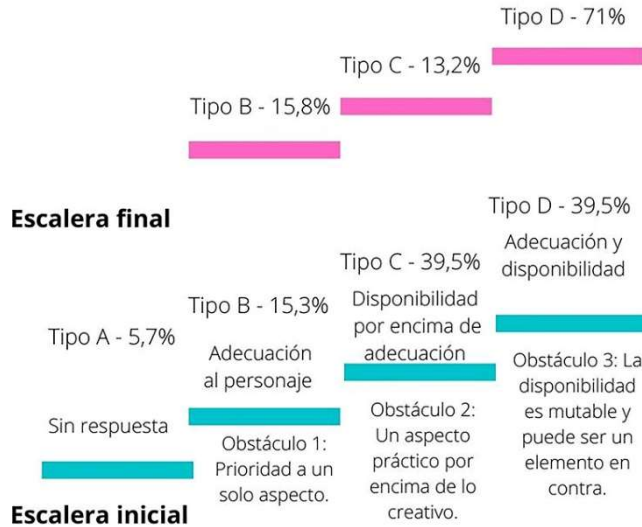 Tipo D - 71%
Tipo C - 13,2%
Tipo B - 15,8%
Escalera final
Tipo D - 39,5%
Adecuación y
disponibilidad
Tipo C - 39,5%
Disponibilidad
por encima de
adecuación
Tipo B - 15,3%
Adecuación
al personaje
Tipo A - 5,7%
Sin respuesta
Obstáculo 1:
Prioridad a un
solo aspecto.
Obstáculo 2:
Un aspecto
práctico por
encima de lo
creativo.
Obstáculo 3: La
disponibilidad
es mutable y
puede ser un
elemento en
contra.
Escalera inicial